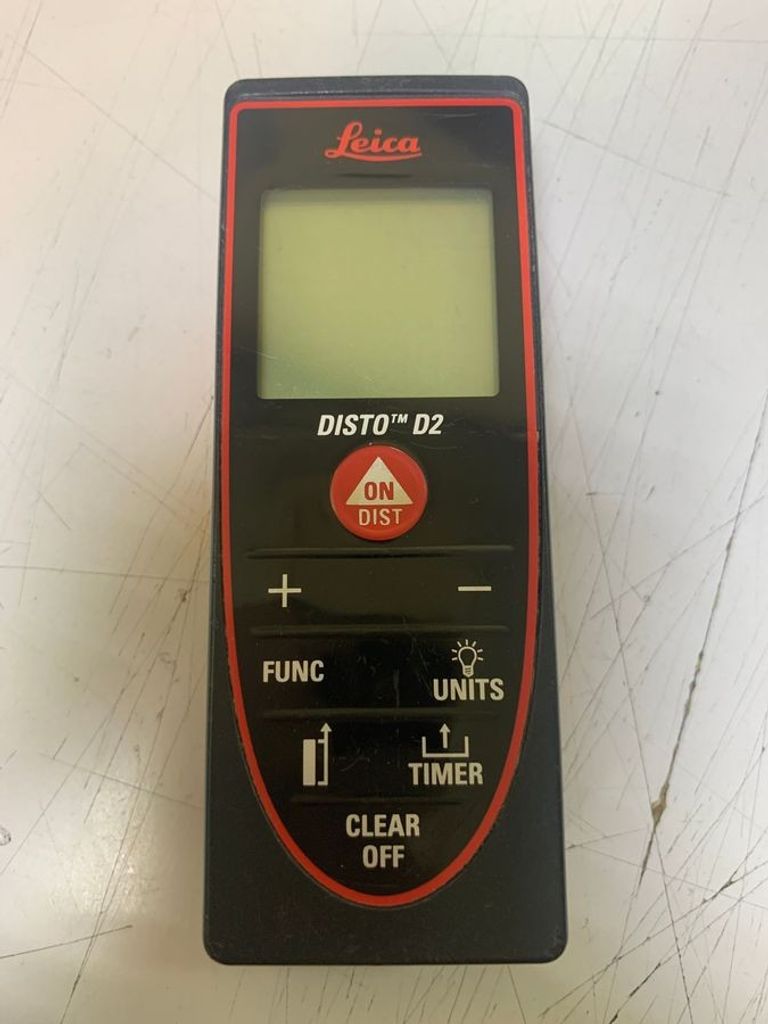 Leica
DISTO™ D2
ON
DIST
+ −
FUNC
UNITS
TIMER
CLEAR
OFF